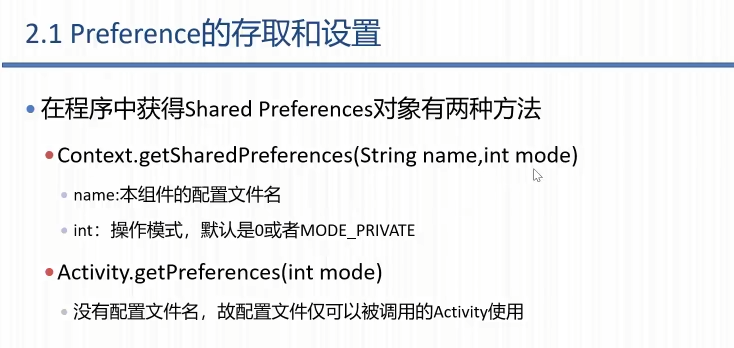 2.1 Preference的存取和设置
在程序中获得Shared Preferences对象有两种方法
Context.getSharedPreferences(String name,int mode)
name:本组件的配置文件名
int：操作模式，默认是0或者MODE_PRIVATE
Activity.getPreferences(int mode)
没有配置文件名，故配置文件仅可以被调用的Activity使用